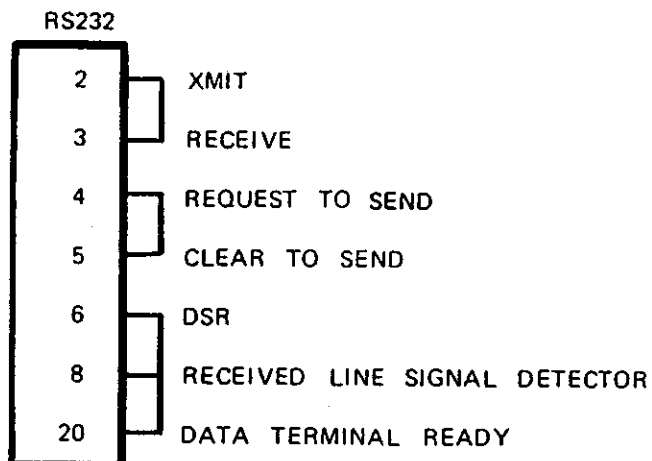 RS232
2 XMIT
3 RECEIVE
4 REQUEST TO SEND
5 CLEAR TO SEND
6 DSR
8 RECEIVED LINE SIGNAL DETECTOR
20 DATA TERMINAL READY